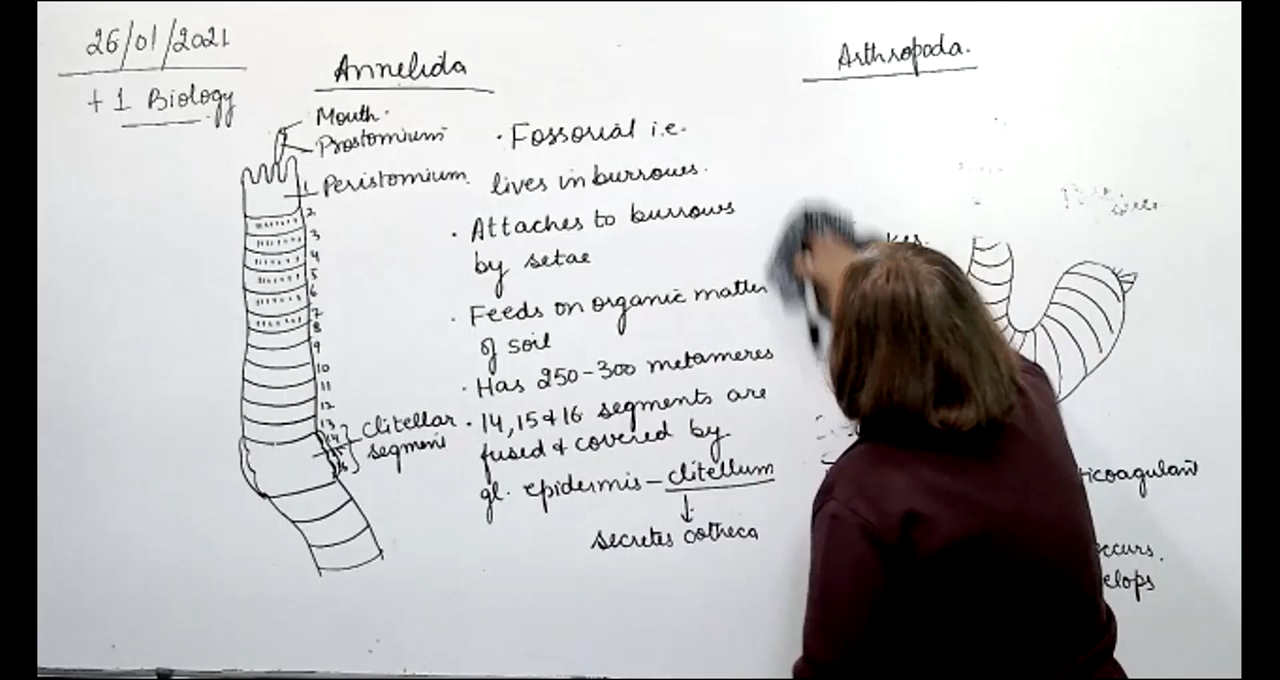 26/01/2021
+1 Biology
Annelida
Mouth
Prostomium
Peristomium
1
2
3
4
5
6
7
8
9
10
11
12
13
14
15
16
Clitellar
segment
• Fossorial i.e.
lives in burrows.
• Attaches to burrows
by setae
• Feeds on organic matter
of soil
• Has 250-300 metameres
• 14, 15 & 16 segments are
fused & covered by
gl. epidermis - clitellum
↓
secretes ootheca
Arthropoda.